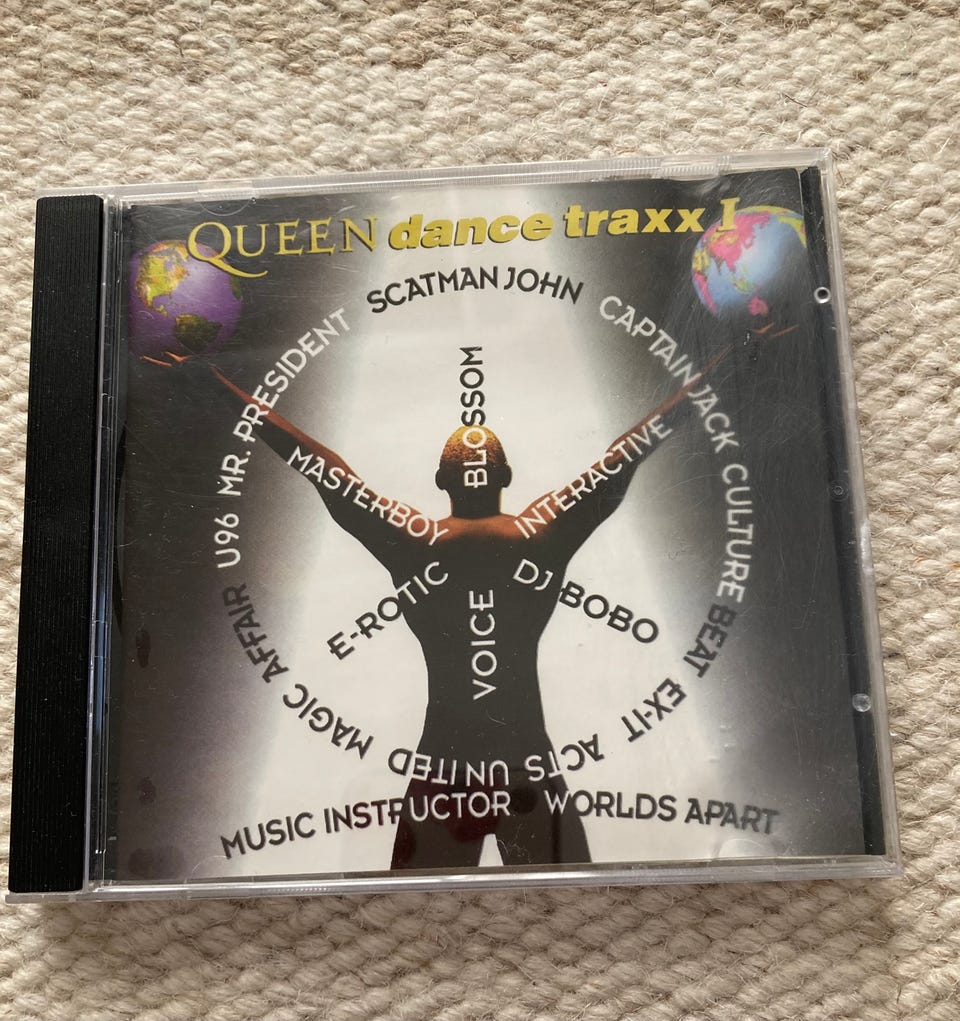 QUEEN dance traxx I
SCATMAN JOHN
CAPTAIN JACK
CULTURE BEAT
EX-IT
ACTS UNITED
MAGIC AFFAIR
U96
MR. PRESIDENT
BLOSSOM
MASTERBOY
INTERACTIVE
E-ROTIC
DJ BOBO
VOICE
MUSIC INSTRUCTOR
WORLDS APART